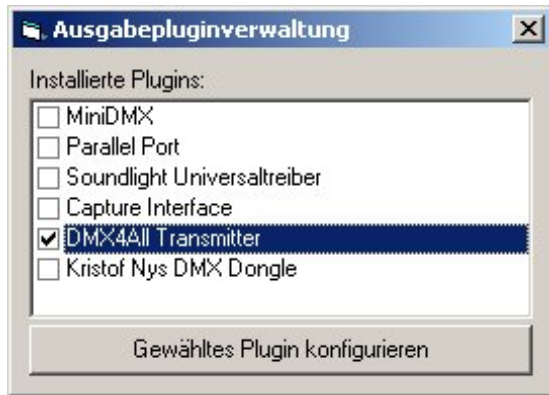 Ausgabepluginverwaltung
Installierte Plugins:
MiniDMX
Parallel Port
Soundlight Universaltreiber
Capture Interface
DMX4All Transmitter
Kristof Nys DMX Dongle
Gewähltes Plugin konfigurieren